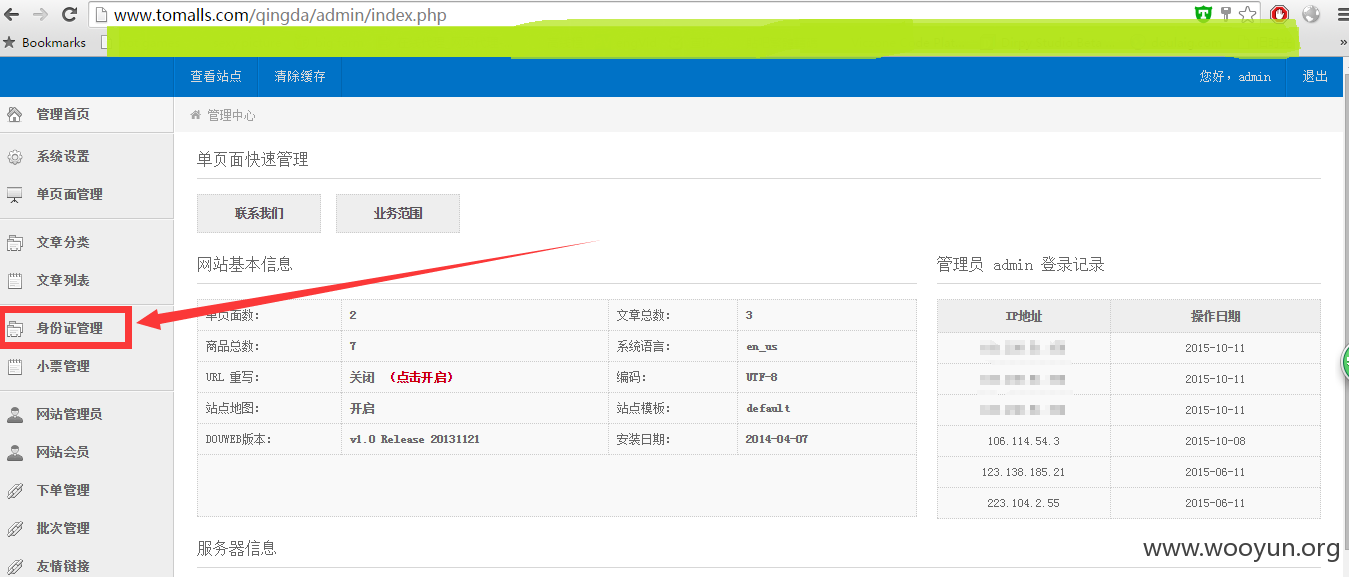 www.tomalls.com/qingda/admin/index.php
Bookmarks
»
查看站点 清除缓存 您好，admin 退出
管理首页
系统设置
单页面管理
文章分类
文章列表
身份证管理
小票管理
网站管理员
网站会员
下单管理
批次管理
友情链接
管理中心
单页面快速管理
联系我们 业务范围
网站基本信息
单页面数： 2 文章总数： 3
商品总数： 7 系统语言： en_us
URL 重写： 关闭 （点击开启） 编码： UTF-8
站点地图： 开启 站点模板： default
DOUWEB版本： v1.0 Release 20131121 安装日期： 2014-04-07
管理员 admin 登录记录
IP地址 操作日期
2015-10-11
2015-10-11
2015-10-11
106.114.54.3 2015-10-08
123.138.185.21 2015-06-11
223.104.2.55 2015-06-11
服务器信息
www.wooyun.org